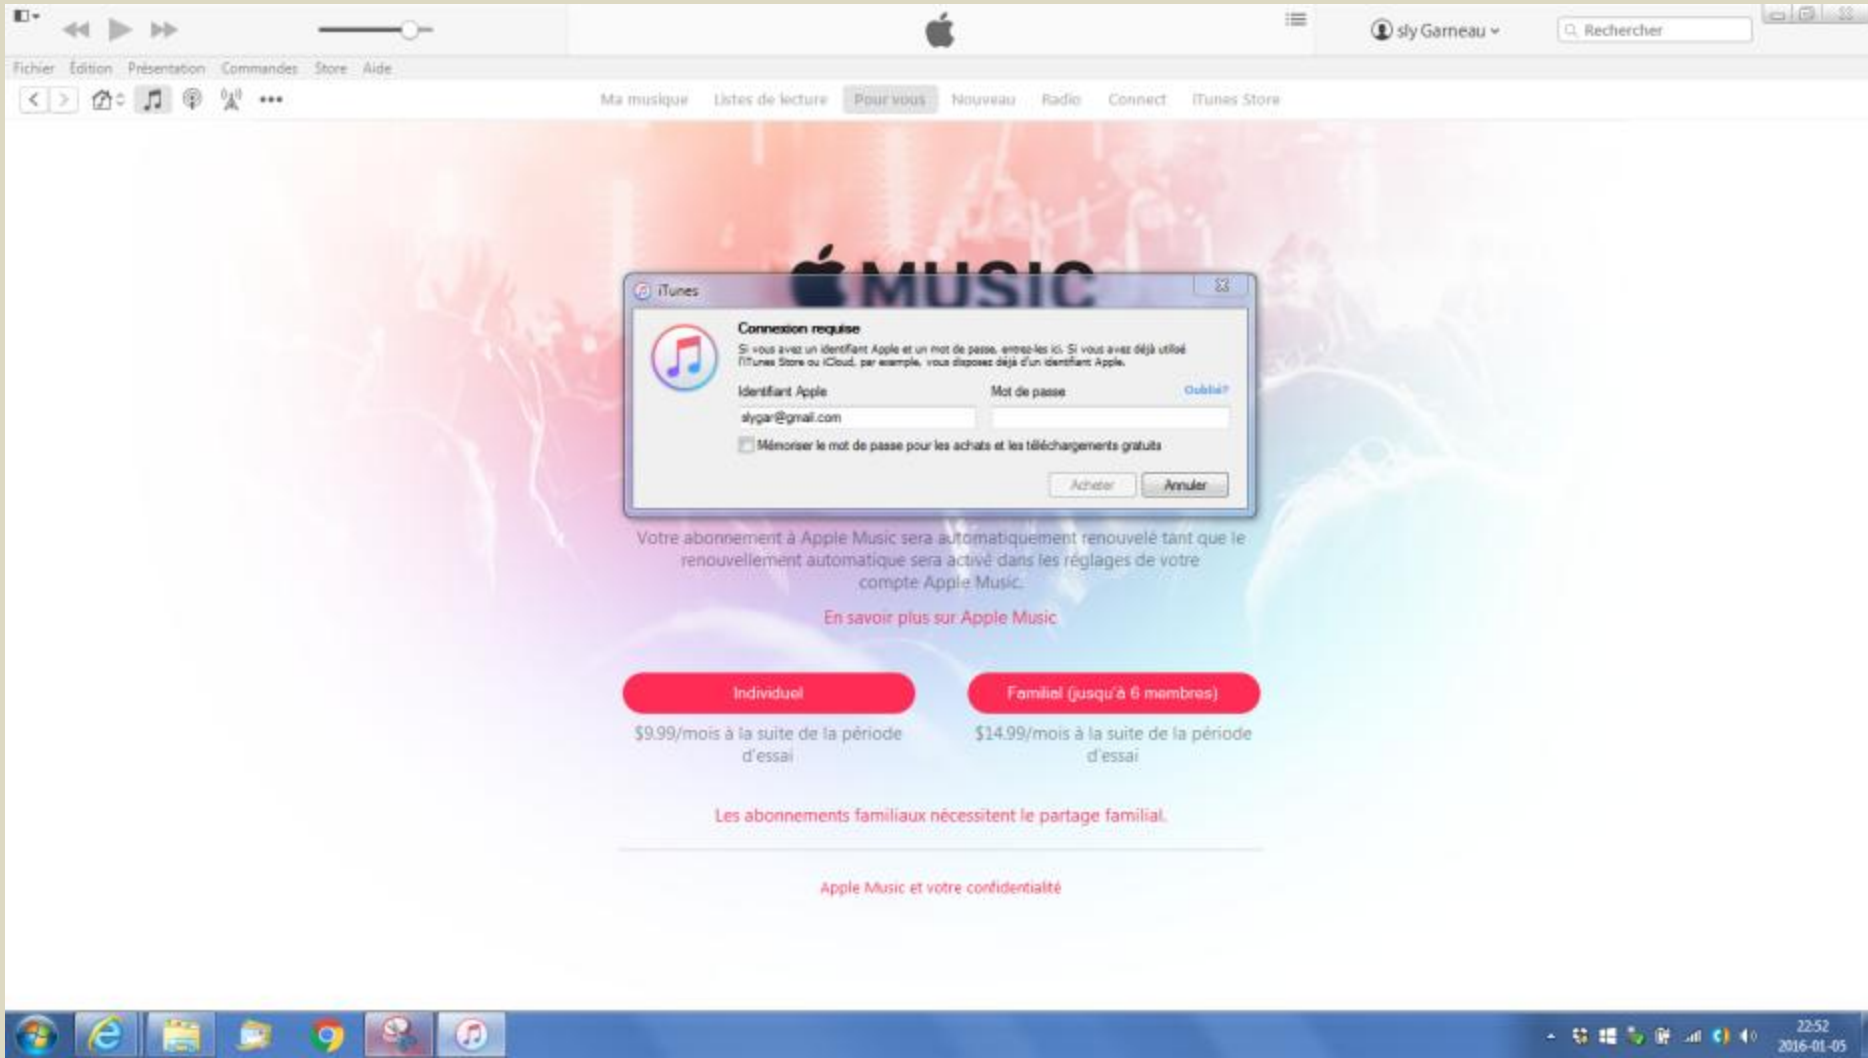 sly Garneau
Rechercher
Fichier Édition Présentation Commandes Store Aide
Ma musique Listes de lecture Pour vous Nouveau Radio Connect iTunes Store
MUSIC
iTunes
Connexion requise
Si vous avez un identifiant Apple et un mot de passe, entrez-les ici. Si vous avez déjà utilisé
l'iTunes Store ou iCloud, par exemple, vous disposez déjà d'un identifiant Apple.
Identifiant Apple Mot de passe Oublié?
slygar@gmail.com
Mémoriser le mot de passe pour les achats et les téléchargements gratuits
Acheter Annuler
Votre abonnement à Apple Music sera automatiquement renouvelé tant que le
renouvellement automatique sera activé dans les réglages de votre
compte Apple Music.
En savoir plus sur Apple Music
Individuel Familial (jusqu'à 6 membres)
$9.99/mois à la suite de la période $14.99/mois à la suite de la période
d'essai d'essai
Les abonnements familiaux nécessitent le partage familial.
Apple Music et votre confidentialité
22:52
2016-01-05